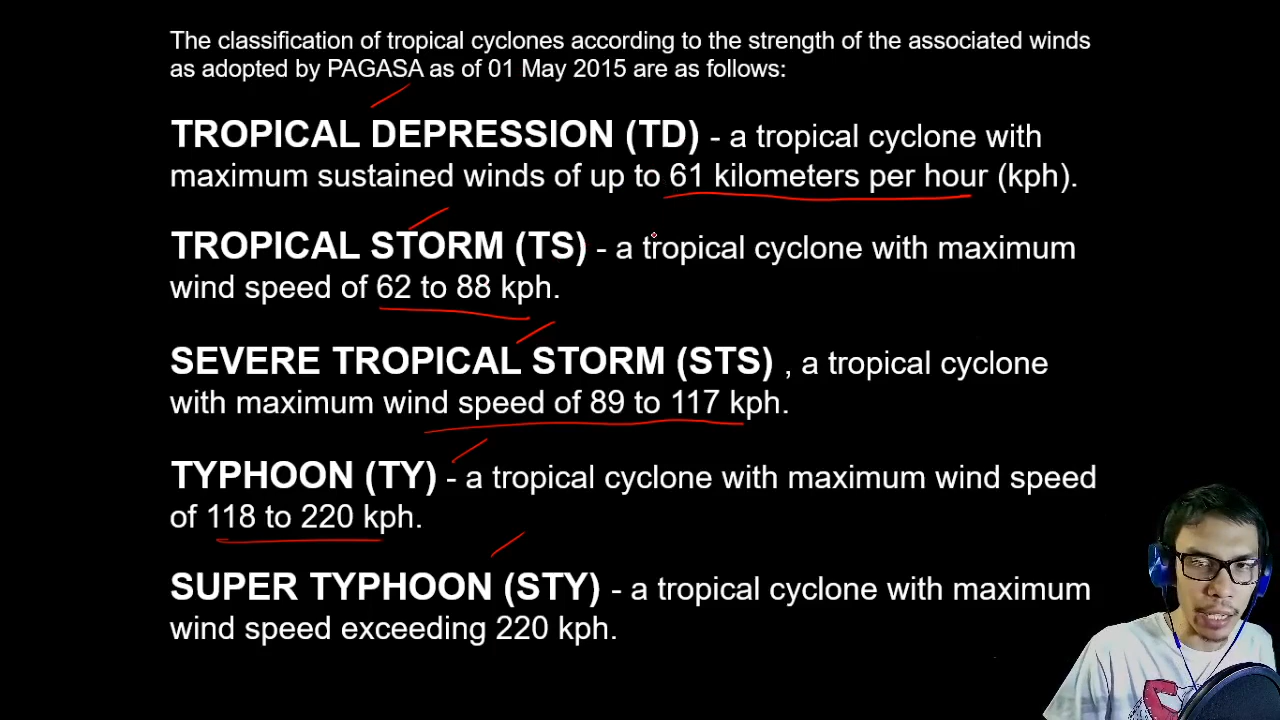 The classification of tropical cyclones according to the strength of the associated winds
as adopted by PAGASA as of 01 May 2015 are as follows:
TROPICAL DEPRESSION (TD) - a tropical cyclone with
maximum sustained winds of up to 61 kilometers per hour (kph).
TROPICAL STORM (TS) - a tropical cyclone with maximum
wind speed of 62 to 88 kph.
SEVERE TROPICAL STORM (STS) , a tropical cyclone
with maximum wind speed of 89 to 117 kph.
TYPHOON (TY) - a tropical cyclone with maximum wind speed
of 118 to 220 kph.
SUPER TYPHOON (STY) - a tropical cyclone with maximum
wind speed exceeding 220 kph.